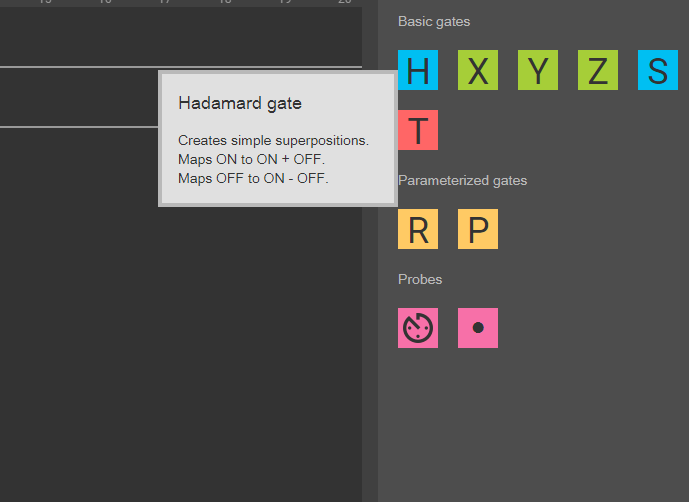 15 16 17 18 19 20
Basic gates
H X Y Z S
Hadamard gate
Creates simple superpositions.
Maps ON to ON + OFF.
Maps OFF to ON - OFF.
T
Parameterized gates
R P
Probes